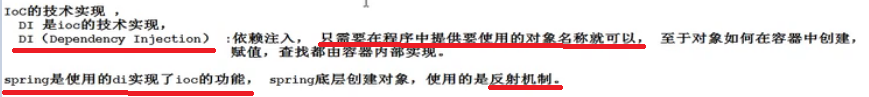 IoC的技术实现 ，
DI 是ioc的技术实现，
DI（Dependency Injection） :依赖注入， 只需要在程序中提供要使用的对象名称就可以， 至于对象如何在容器中创建，
赋值，查找都由容器内部实现。
spring是使用的di实现了ioc的功能， spring底层创建对象，使用的是反射机制。